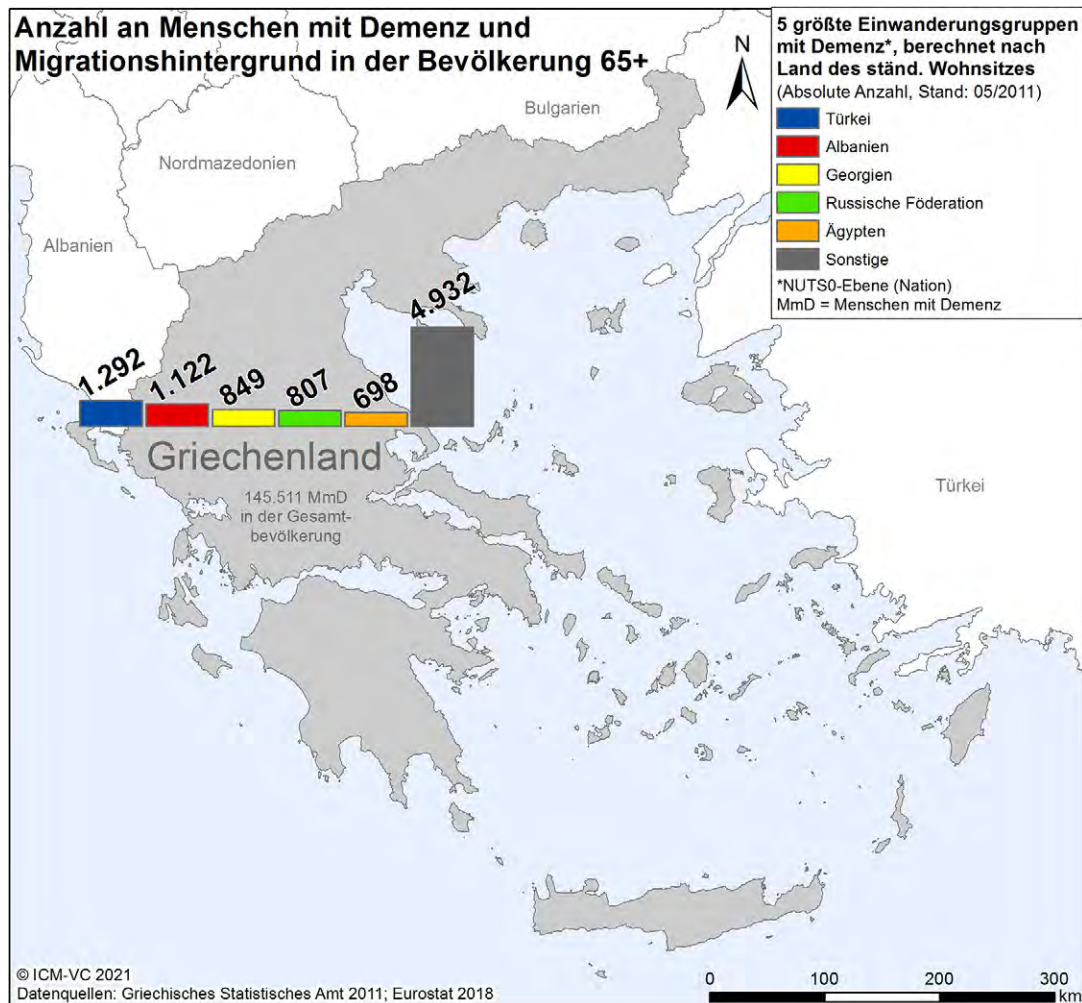 Anzahl an Menschen mit Demenz und
Migrationshintergrund in der Bevölkerung 65+
N
5 größte Einwanderungsgruppen
mit Demenz*, berechnet nach
Land des ständ. Wohnsitzes
(Absolute Anzahl, Stand: 05/2011)
Türkei
Albanien
Georgien
Russische Föderation
Ägypten
Sonstige
*NUTS0-Ebene (Nation)
MmD = Menschen mit Demenz
Bulgarien
Nordmazedonien
Albanien
1.292
1.122
849
807
698
4.932
Griechenland
145.511 MmD
in der Gesamt-
bevölkerung
Türkei
© ICM-VC 2021
Datenquellen: Griechisches Statistisches Amt 2011; Eurostat 2018
0 100 200 300
km